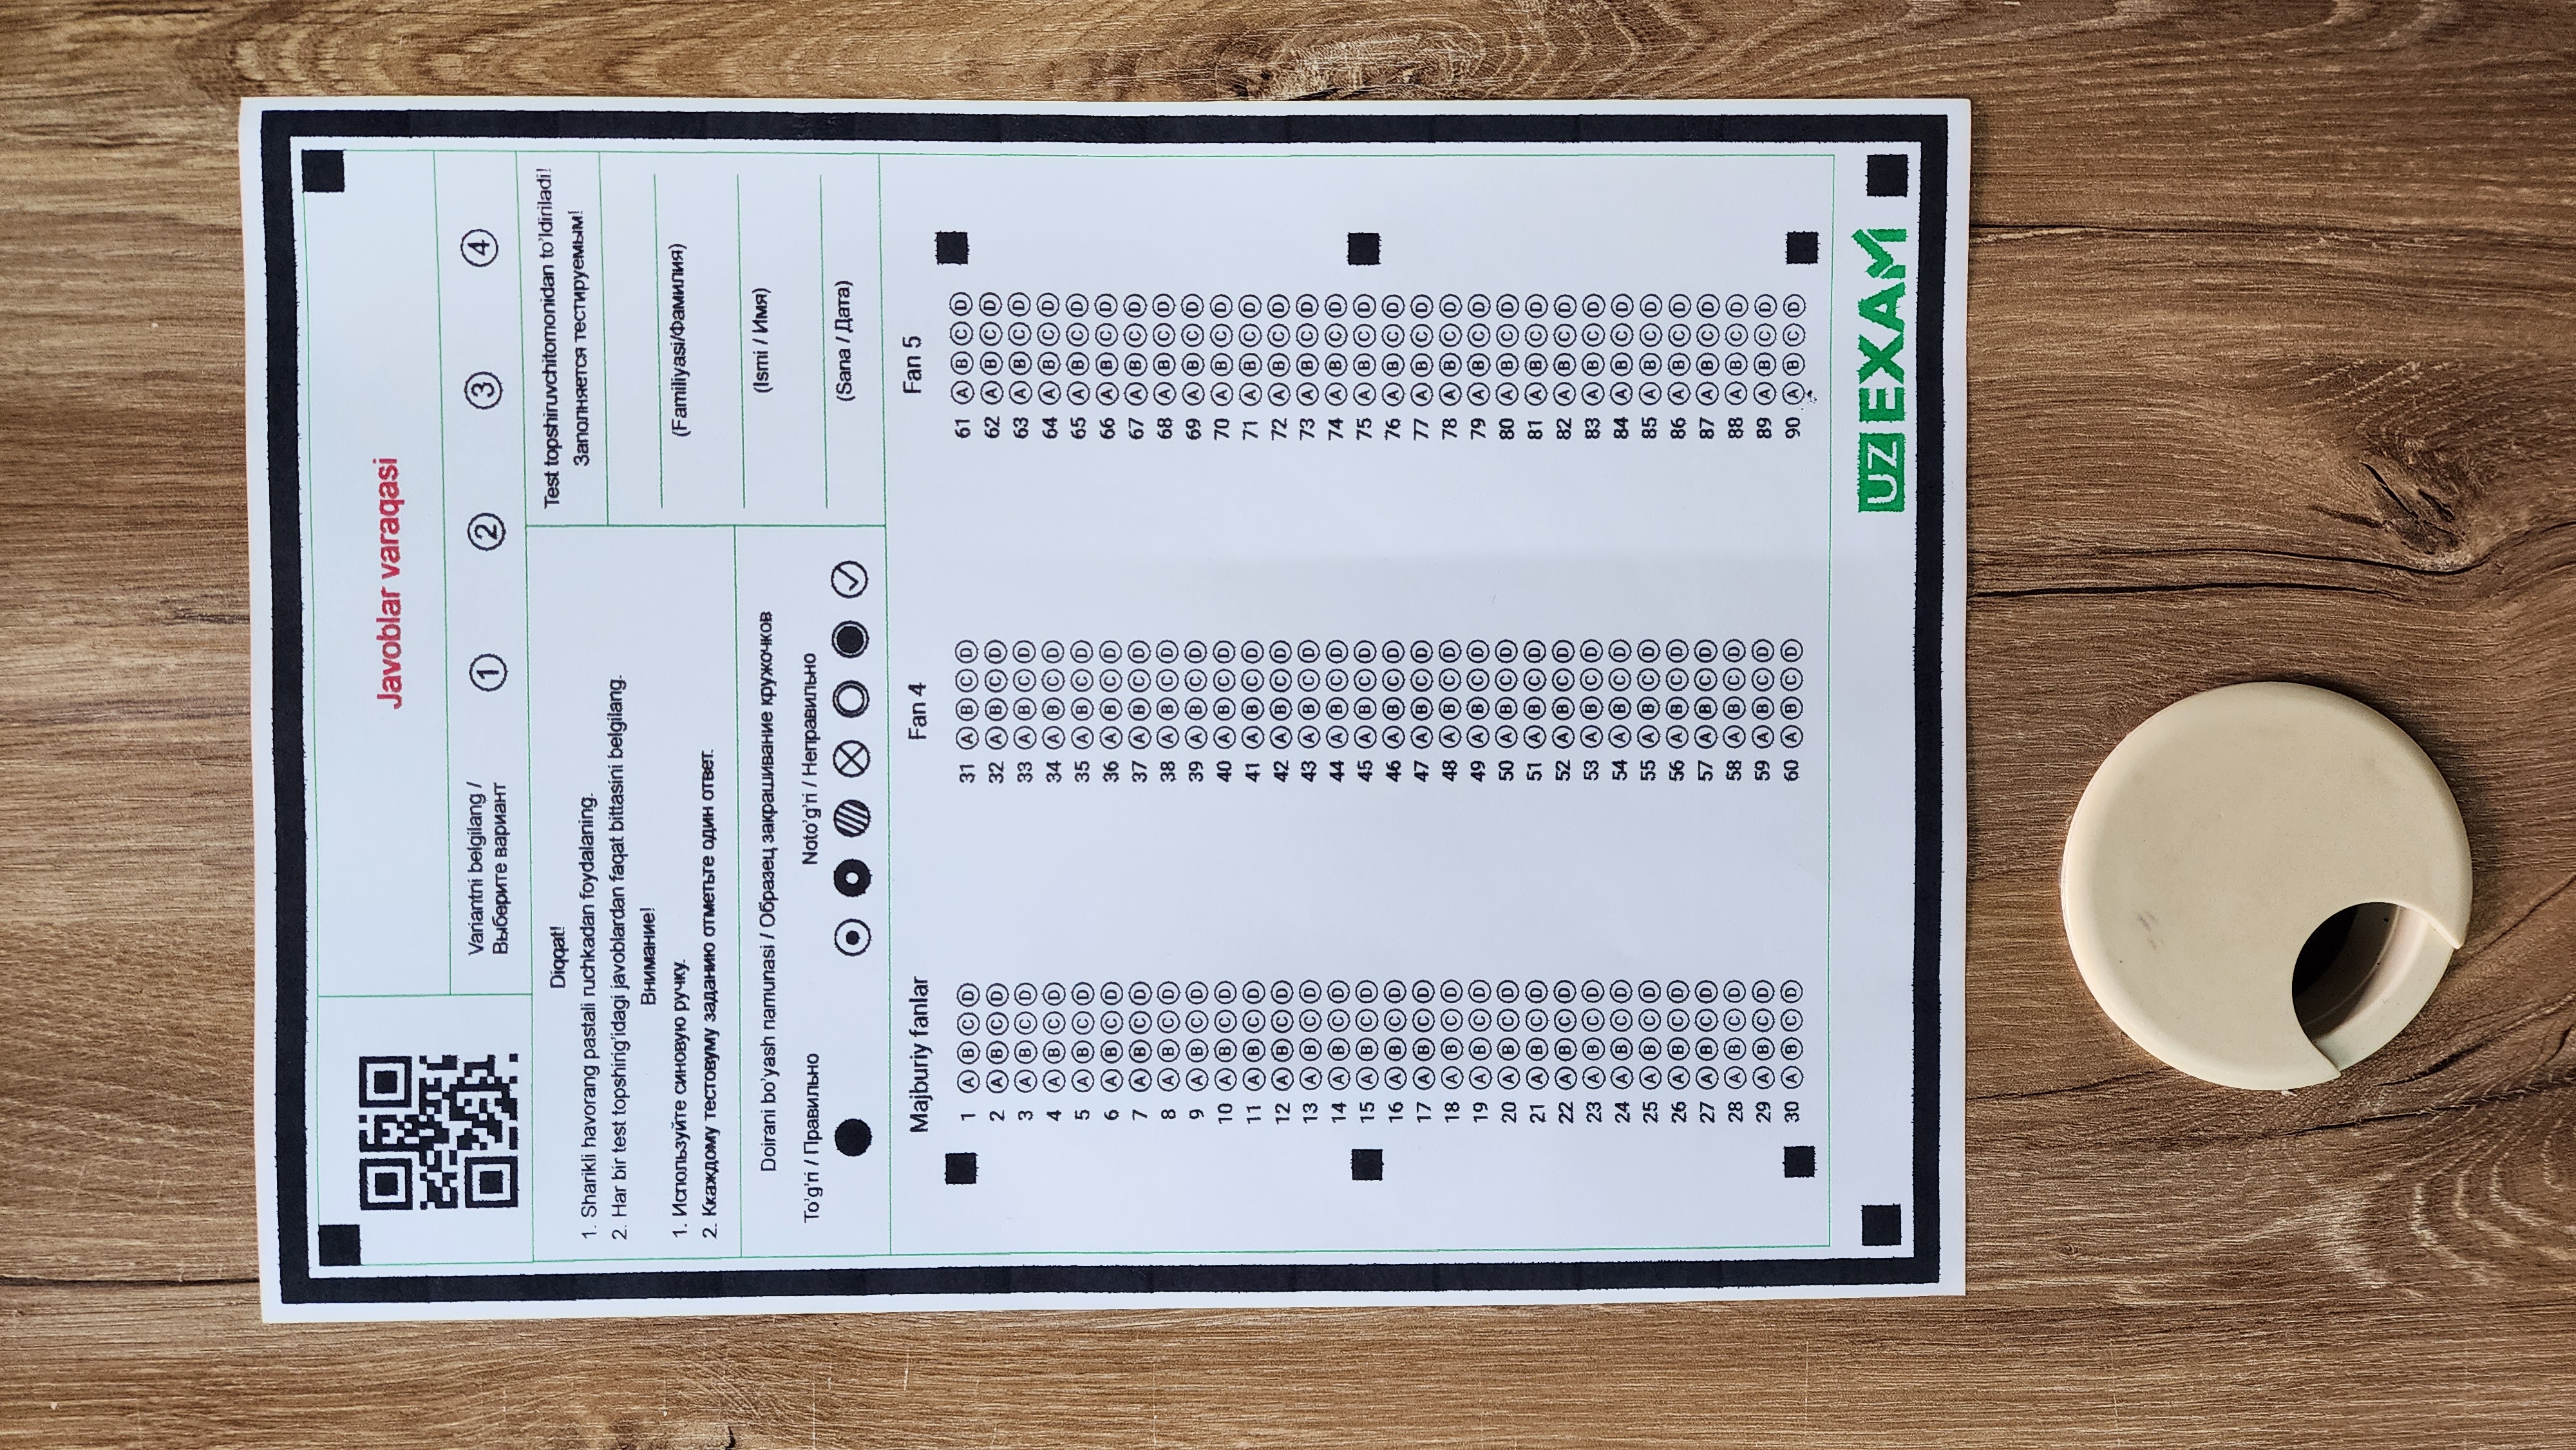 Javoblar varaqasi
Variantni belgilang /
Выберите вариант
1 2 3 4
Diqqat!
1. Sharikli havorang pastali ruchkadan foydalaning.
2. Har bir test topshirig'idagi javoblardan faqat bittasini belgilang.
Внимание!
1. Используйте синовую ручку.
2. Ккаждому тестовуму заданию отметьте один ответ.
Test topshiruvchitomonidan to'ldiriladi!
Заполняется тестируемым!
(Familiyasi/Фамилия)
(Ismi / Имя)
(Sana / Дата)
Doirani bo'yash namunasi / Образец закрашивание кружочков
To'g'ri / Правильно
Noto'g'ri / Неправильно
Majburiy fanlar
1 A B C D
2 A B C D
3 A B C D
4 A B C D
5 A B C D
6 A B C D
7 A B C D
8 A B C D
9 A B C D
10 A B C D
11 A B C D
12 A B C D
13 A B C D
14 A B C D
15 A B C D
16 A B C D
17 A B C D
18 A B C D
19 A B C D
20 A B C D
21 A B C D
22 A B C D
23 A B C D
24 A B C D
25 A B C D
26 A B C D
27 A B C D
28 A B C D
29 A B C D
30 A B C D
Fan 4
31 A B C D
32 A B C D
33 A B C D
34 A B C D
35 A B C D
36 A B C D
37 A B C D
38 A B C D
39 A B C D
40 A B C D
41 A B C D
42 A B C D
43 A B C D
44 A B C D
45 A B C D
46 A B C D
47 A B C D
48 A B C D
49 A B C D
50 A B C D
51 A B C D
52 A B C D
53 A B C D
54 A B C D
55 A B C D
56 A B C D
57 A B C D
58 A B C D
59 A B C D
60 A B C D
Fan 5
61 A B C D
62 A B C D
63 A B C D
64 A B C D
65 A B C D
66 A B C D
67 A B C D
68 A B C D
69 A B C D
70 A B C D
71 A B C D
72 A B C D
73 A B C D
74 A B C D
75 A B C D
76 A B C D
77 A B C D
78 A B C D
79 A B C D
80 A B C D
81 A B C D
82 A B C D
83 A B C D
84 A B C D
85 A B C D
86 A B C D
87 A B C D
88 A B C D
89 A B C D
90 A B C D
UZ EXAM